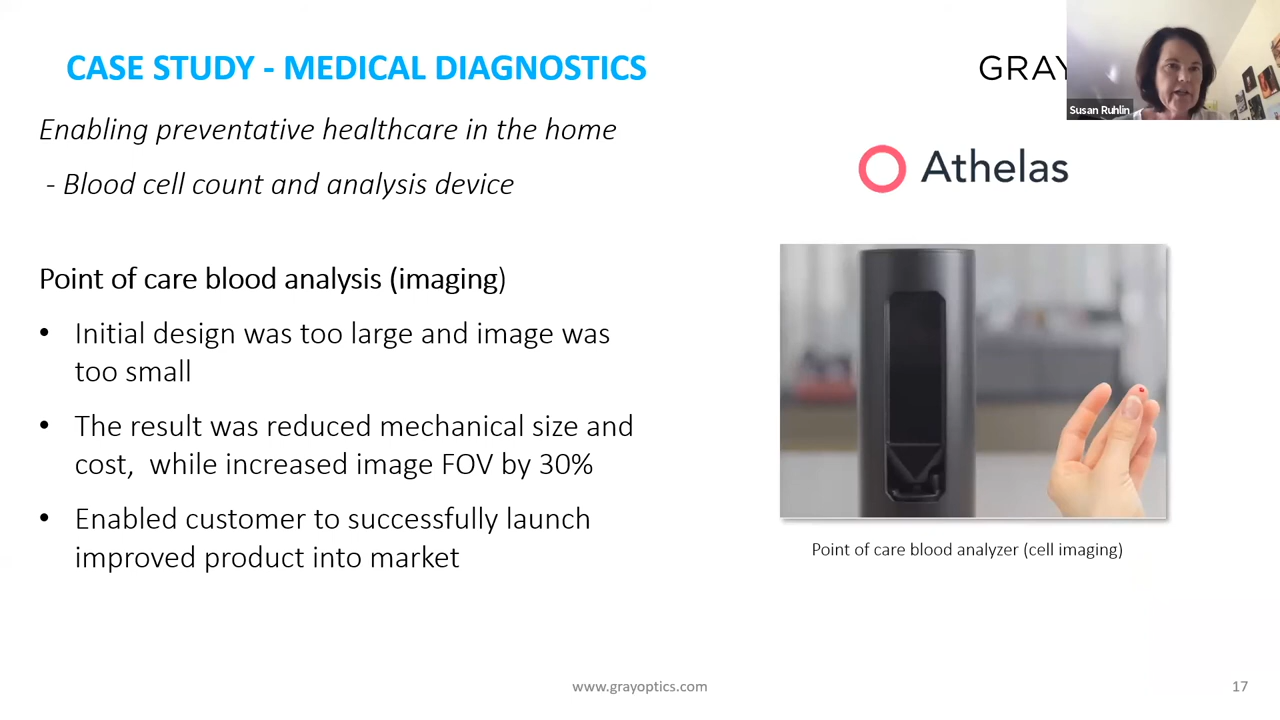 CASE STUDY - MEDICAL DIAGNOSTICS
GRAY
Susan Ruhlin
Enabling preventative healthcare in the home
- Blood cell count and analysis device
Athelas
Point of care blood analysis (imaging)
• Initial design was too large and image was
too small
• The result was reduced mechanical size and
cost,  while increased image FOV by 30%
• Enabled customer to successfully launch
improved product into market
Point of care blood analyzer (cell imaging)
www.grayoptics.com
17